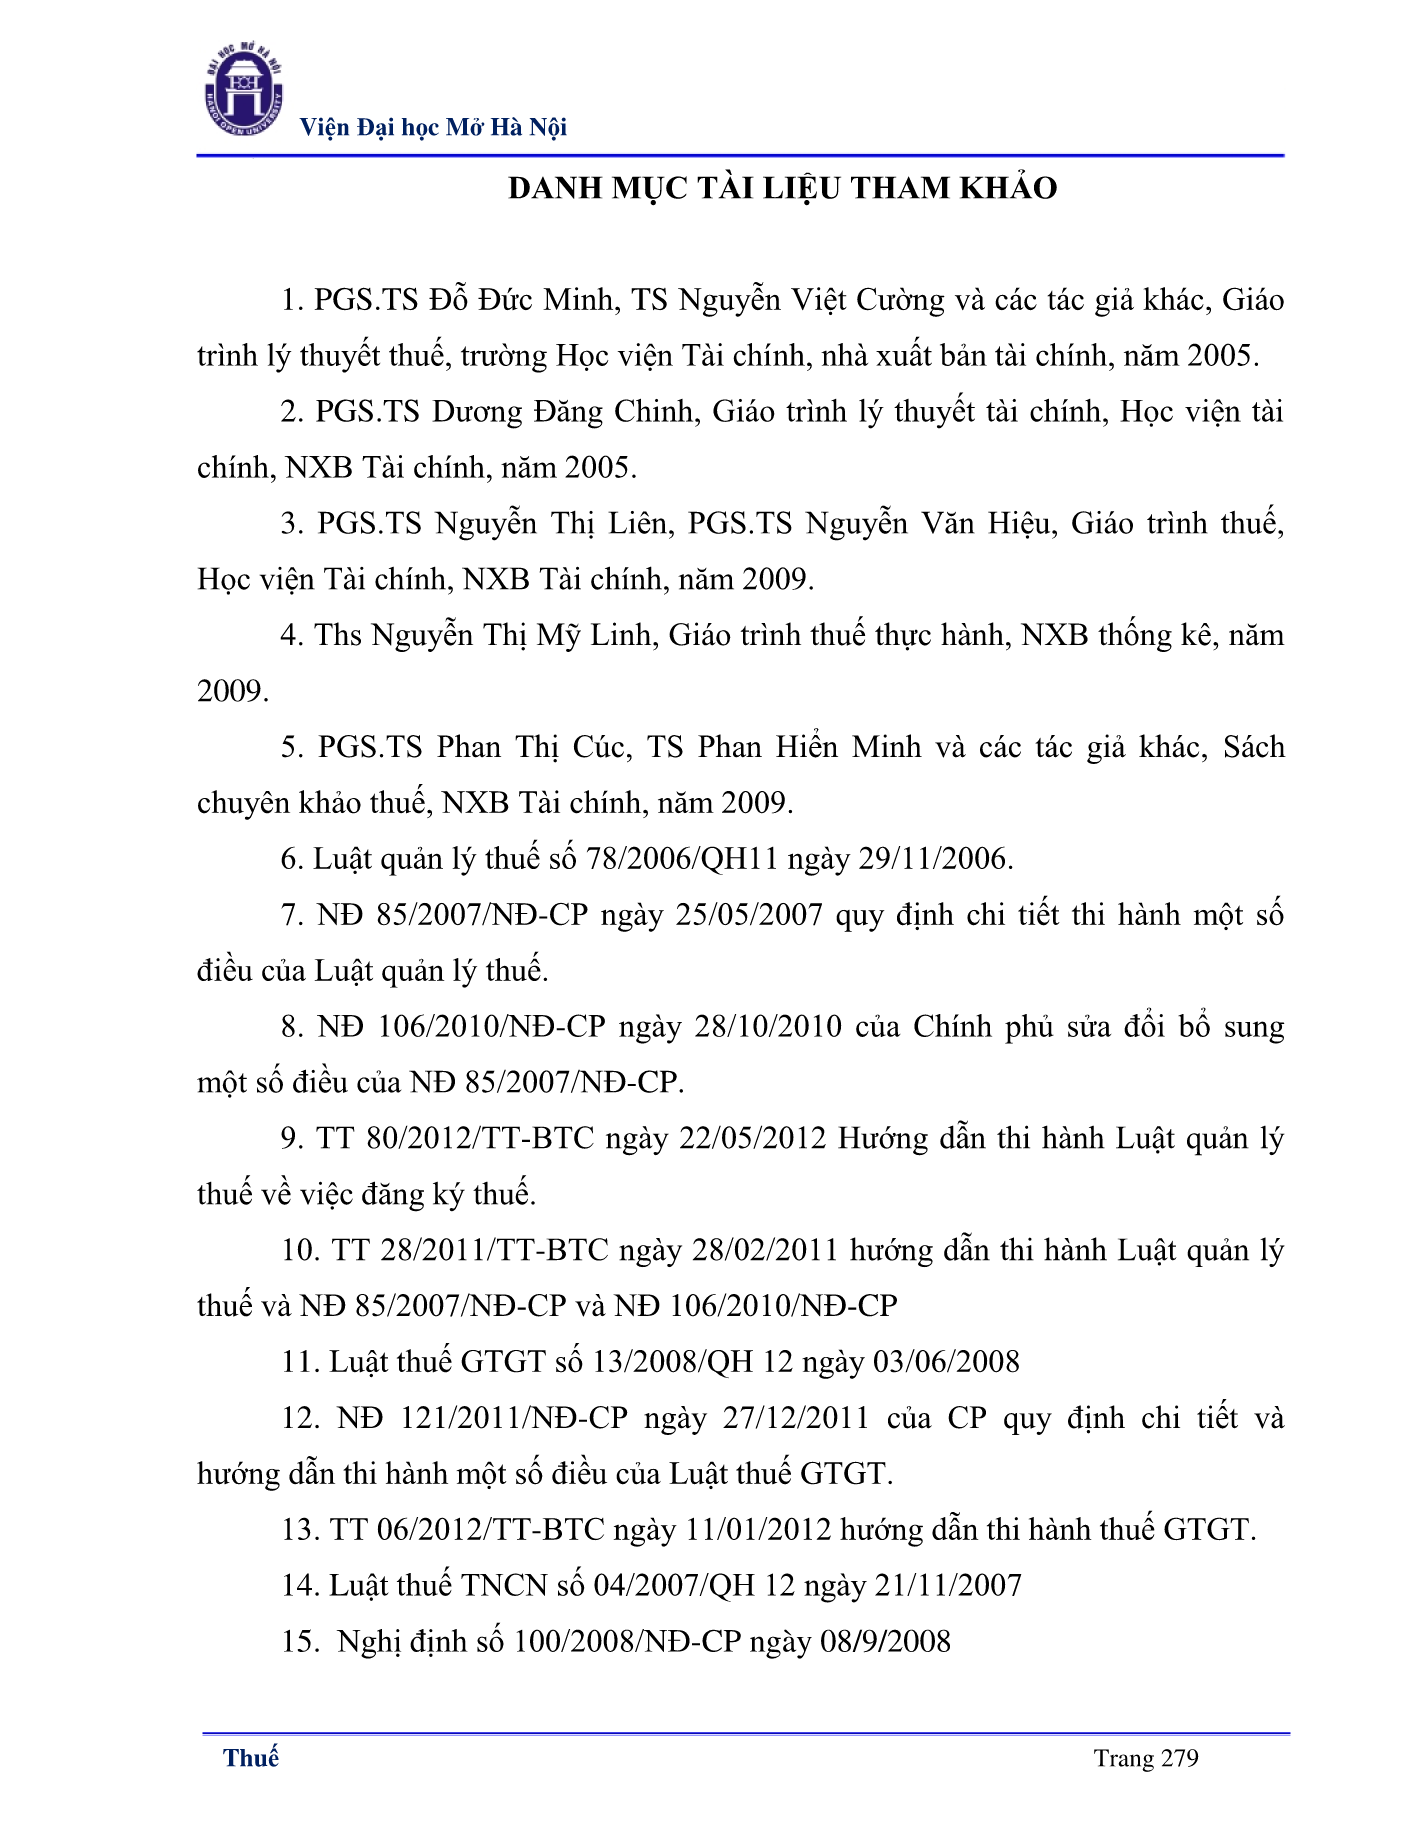 ĐẠI HỌC MỞ HÀ NỘI
HANOI OPEN UNIVERSITY
Viện Đại học Mở Hà Nội
DANH MỤC TÀI LIỆU THAM KHẢO
1. PGS.TS Đỗ Đức Minh, TS Nguyễn Việt Cường và các tác giả khác, Giáo
trình lý thuyết thuế, trường Học viện Tài chính, nhà xuất bản tài chính, năm 2005.
2. PGS.TS Dương Đăng Chinh, Giáo trình lý thuyết tài chính, Học viện tài
chính, NXB Tài chính, năm 2005.
3. PGS.TS Nguyễn Thị Liên, PGS.TS Nguyễn Văn Hiệu, Giáo trình thuế,
Học viện Tài chính, NXB Tài chính, năm 2009.
4. Ths Nguyễn Thị Mỹ Linh, Giáo trình thuế thực hành, NXB thống kê, năm
2009.
5. PGS.TS Phan Thị Cúc, TS Phan Hiển Minh và các tác giả khác, Sách
chuyên khảo thuế, NXB Tài chính, năm 2009.
6. Luật quản lý thuế số 78/2006/QH11 ngày 29/11/2006.
7. NĐ 85/2007/NĐ-CP ngày 25/05/2007 quy định chi tiết thi hành một số
điều của Luật quản lý thuế.
8. NĐ 106/2010/NĐ-CP ngày 28/10/2010 của Chính phủ sửa đổi bổ sung
một số điều của NĐ 85/2007/NĐ-CP.
9. TT 80/2012/TT-BTC ngày 22/05/2012 Hướng dẫn thi hành Luật quản lý
thuế về việc đăng ký thuế.
10. TT 28/2011/TT-BTC ngày 28/02/2011 hướng dẫn thi hành Luật quản lý
thuế và NĐ 85/2007/NĐ-CP và NĐ 106/2010/NĐ-CP
11. Luật thuế GTGT số 13/2008/QH 12 ngày 03/06/2008
12. NĐ 121/2011/NĐ-CP ngày 27/12/2011 của CP quy định chi tiết và
hướng dẫn thi hành một số điều của Luật thuế GTGT.
13. TT 06/2012/TT-BTC ngày 11/01/2012 hướng dẫn thi hành thuế GTGT.
14. Luật thuế TNCN số 04/2007/QH 12 ngày 21/11/2007
15. Nghị định số 100/2008/NĐ-CP ngày 08/9/2008
Thuế
Trang 279